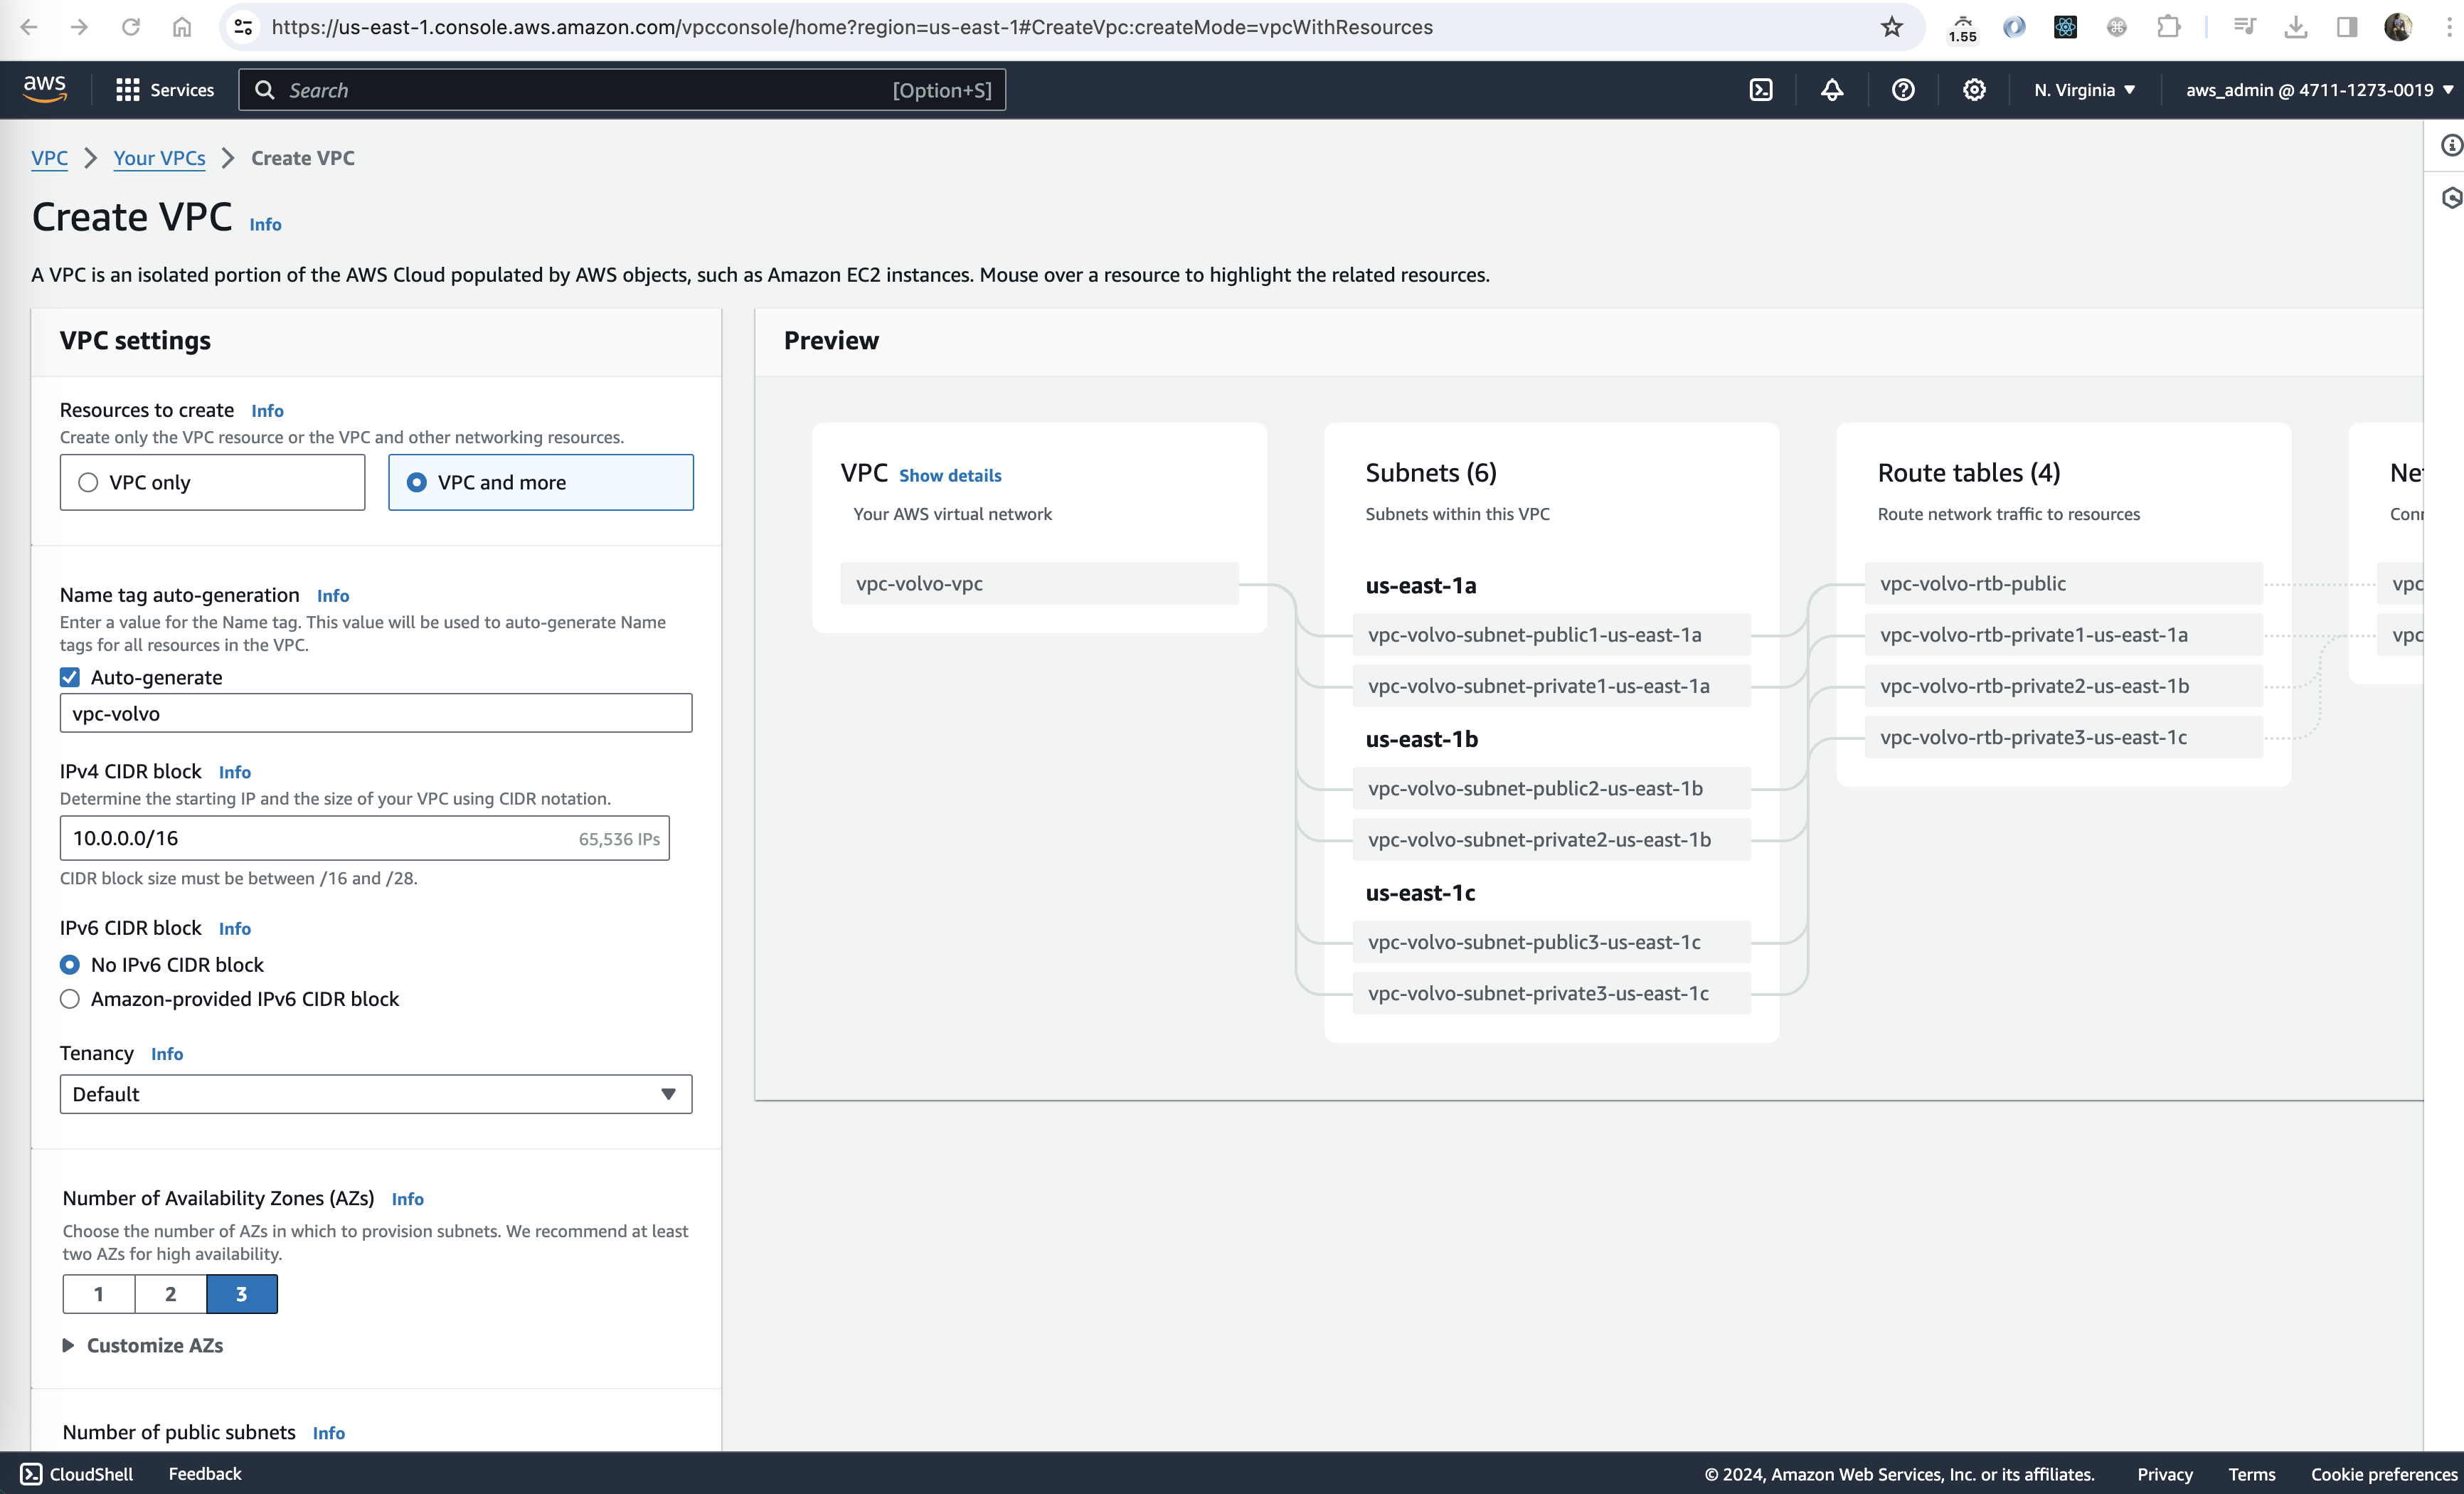 https://us-east-1.console.aws.amazon.com/vpcconsole/home?region=us-east-1#CreateVpc:createMode=vpcWithResources
1.55
aws
Services
Search
[Option+S]
N. Virginia
aws_admin @ 4711-1273-0019
VPC
Your VPCs
Create VPC
Create VPC Info
A VPC is an isolated portion of the AWS Cloud populated by AWS objects, such as Amazon EC2 instances. Mouse over a resource to highlight the related resources.
VPC settings
Resources to create Info
Create only the VPC resource or the VPC and other networking resources.
VPC only
VPC and more
Name tag auto-generation Info
Enter a value for the Name tag. This value will be used to auto-generate Name
tags for all resources in the VPC.
Auto-generate
vpc-volvo
IPv4 CIDR block Info
Determine the starting IP and the size of your VPC using CIDR notation.
10.0.0.0/16
65,536 IPs
CIDR block size must be between /16 and /28.
IPv6 CIDR block Info
No IPv6 CIDR block
Amazon-provided IPv6 CIDR block
Tenancy Info
Default
Number of Availability Zones (AZs) Info
Choose the number of AZs in which to provision subnets. We recommend at least
two AZs for high availability.
1
2
3
Customize AZs
Number of public subnets Info
Preview
VPC Show details
Your AWS virtual network
vpc-volvo-vpc
Subnets (6)
Subnets within this VPC
us-east-1a
vpc-volvo-subnet-public1-us-east-1a
vpc-volvo-subnet-private1-us-east-1a
us-east-1b
vpc-volvo-subnet-public2-us-east-1b
vpc-volvo-subnet-private2-us-east-1b
us-east-1c
vpc-volvo-subnet-public3-us-east-1c
vpc-volvo-subnet-private3-us-east-1c
Route tables (4)
Route network traffic to resources
vpc-volvo-rtb-public
vpc-volvo-rtb-private1-us-east-1a
vpc-volvo-rtb-private2-us-east-1b
vpc-volvo-rtb-private3-us-east-1c
vpc
vpc
CloudShell
Feedback
© 2024, Amazon Web Services, Inc. or its affiliates.
Privacy
Terms
Cookie preferences